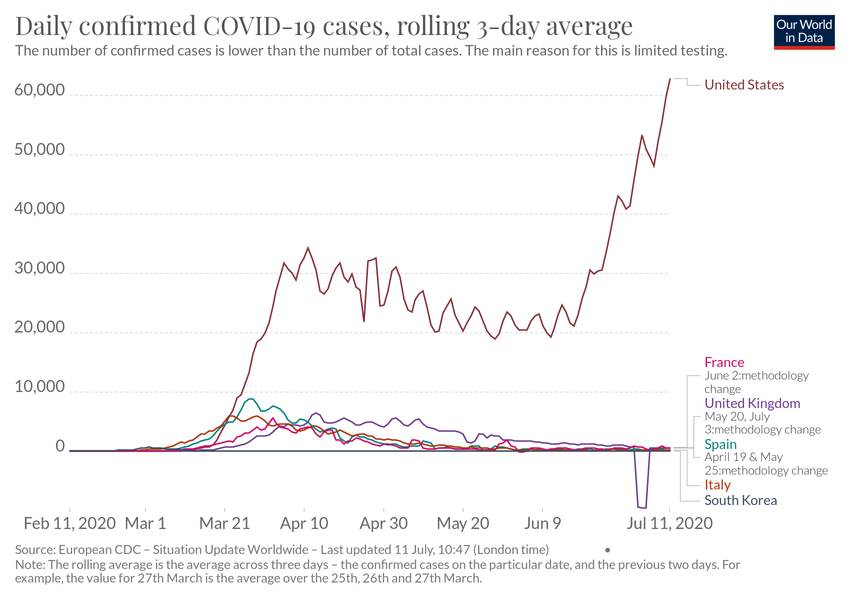 Daily confirmed COVID-19 cases, rolling 3-day average
Our World
in Data
The number of confirmed cases is lower than the number of total cases. The main reason for this is limited testing.
60,000
50,000
40,000
30,000
20,000
10,000
0
United States
France
June 2:methodology
change
United Kingdom
May 20, July
3:methodology change
Spain
April 19 & May
25:methodology change
Italy
South Korea
Feb 11, 2020
Mar 1
Mar 21
Apr 10
Apr 30
May 20
Jun 9
Jul 11, 2020
Source: European CDC – Situation Update Worldwide – Last updated 11 July, 10:47 (London time)
Note: The rolling average is the average across three days – the confirmed cases on the particular date, and the previous two days. For
example, the value for 27th March is the average over the 25th, 26th and 27th March.